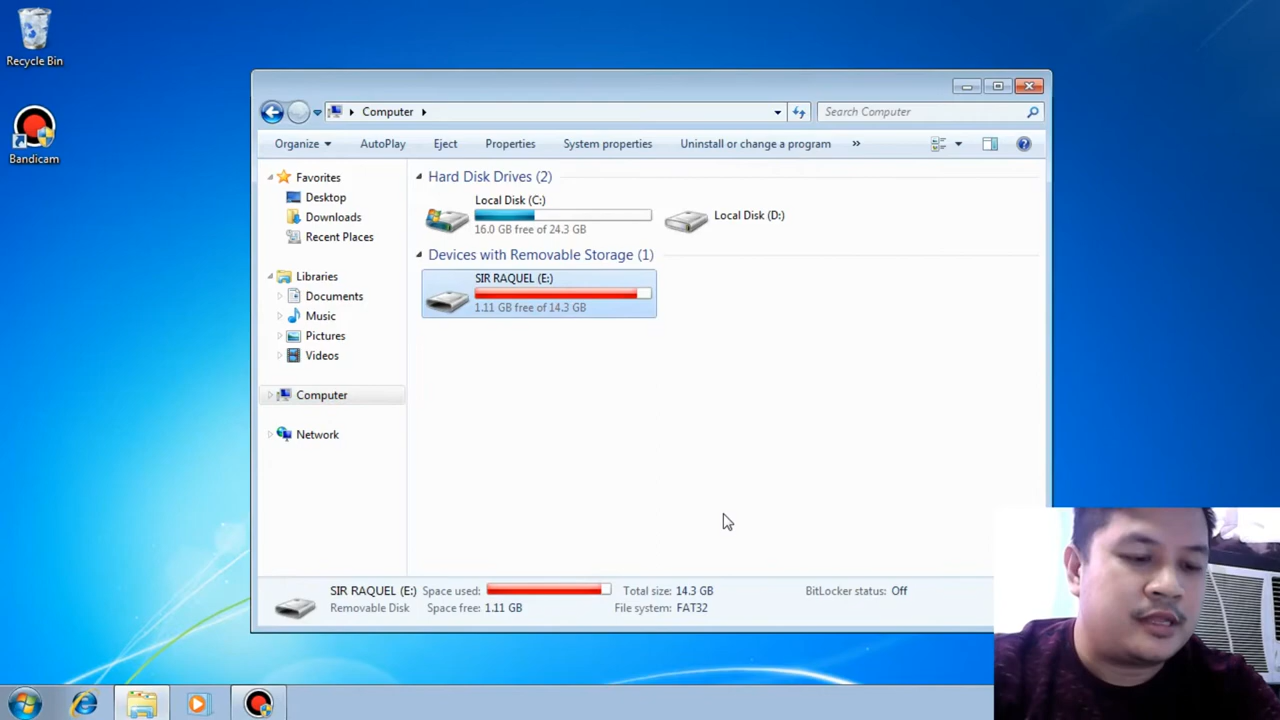 Recycle Bin
Bandicam
Computer
Search Computer
Organize AutoPlay Eject Properties System properties Uninstall or change a program »
Favorites
Desktop
Downloads
Recent Places
Libraries
Documents
Music
Pictures
Videos
Computer
Network
Hard Disk Drives (2)
Local Disk (C:)
16.0 GB free of 24.3 GB
Local Disk (D:)
Devices with Removable Storage (1)
SIR RAQUEL (E:)
1.11 GB free of 14.3 GB
SIR RAQUEL (E:) Space used: Total size: 14.3 GB BitLocker status: Off
Removable Disk Space free: 1.11 GB File system: FAT32